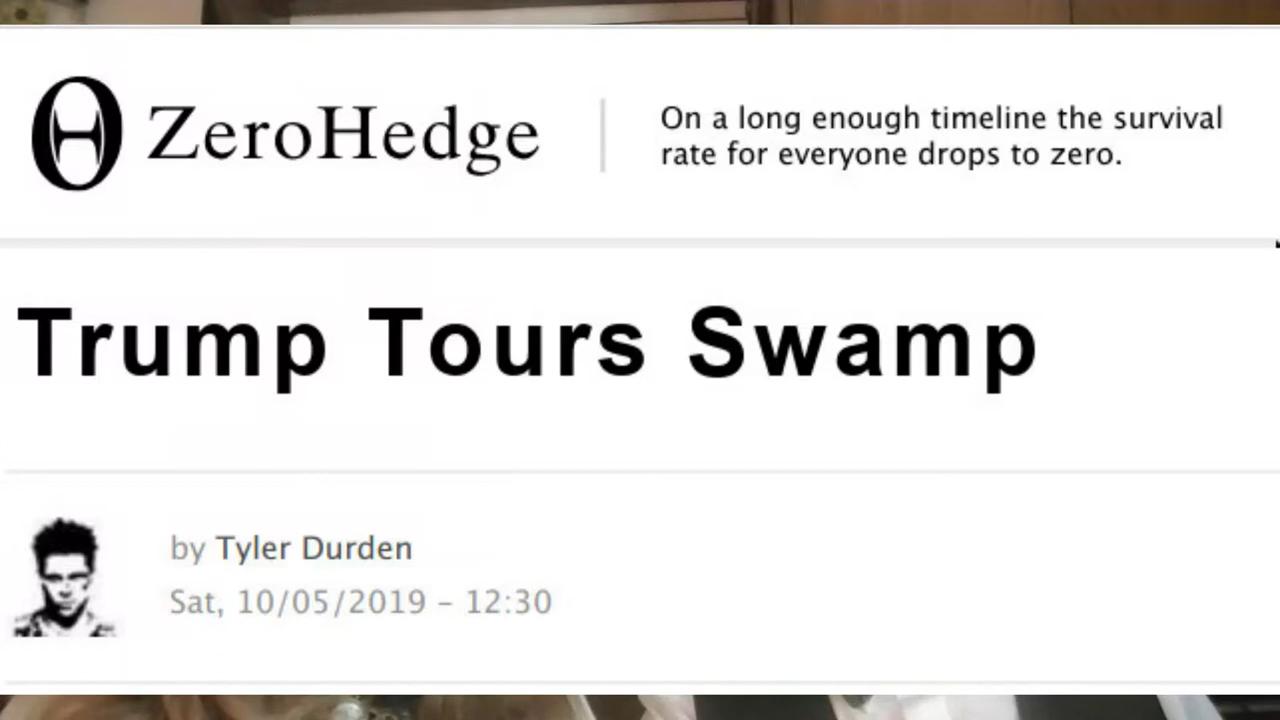 ZeroHedge
On a long enough timeline the survival
rate for everyone drops to zero.
Trump Tours Swamp
by Tyler Durden
Sat, 10/05/2019 – 12:30